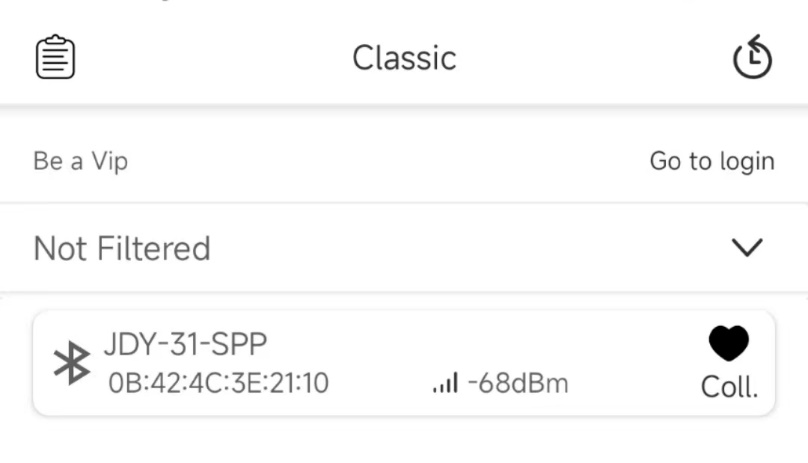 Classic
Be a Vip
Go to login
Not Filtered
JDY-31-SPP
0B:42:4C:3E:21:10 -68dBm
Coll.